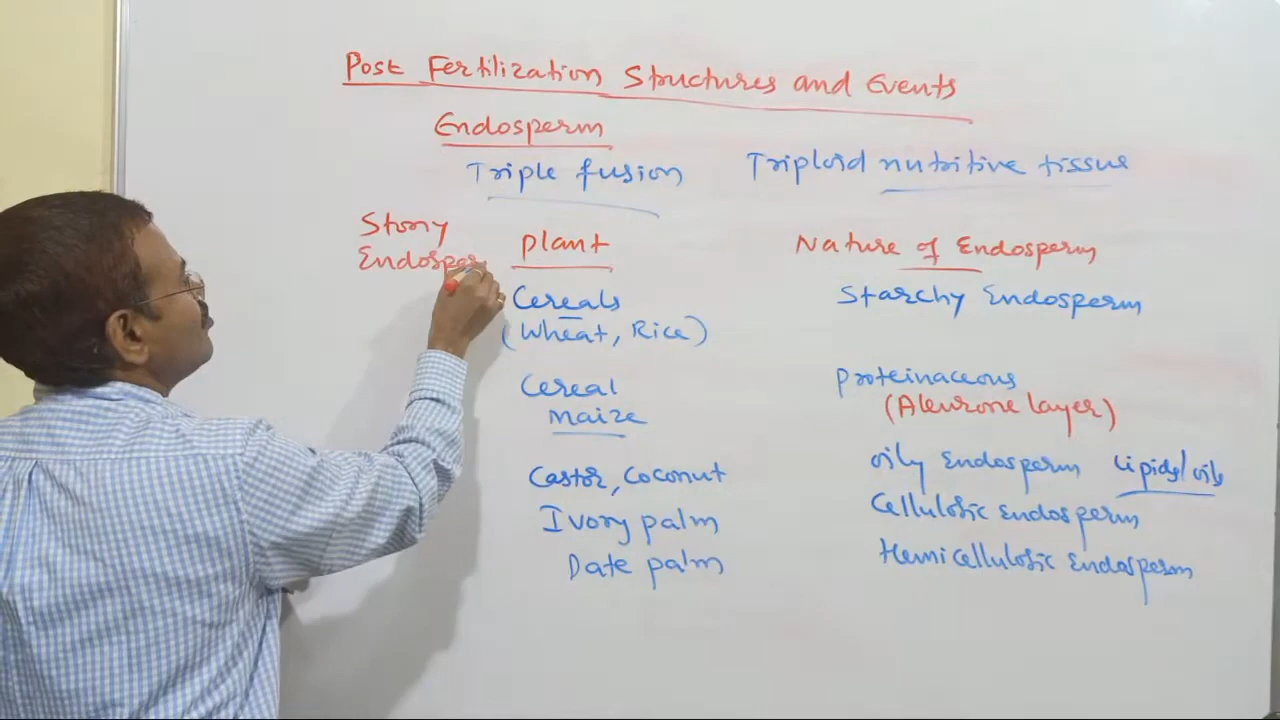 Post Fertilization Structures and Events
Endosperm
Triple fusion Triploid nutritive tissue
Stony
Endosper
Plant Nature of Endosperm
Cereals Starchy Endosperm
(Wheat, Rice)
Cereal Proteinaceous
Maize (Aleurone layer)
Castor, Coconut oily Endosperm Lipids/oils
Ivory palm Cellulosic Endosperm
Date palm Hemicellulosic Endosperm